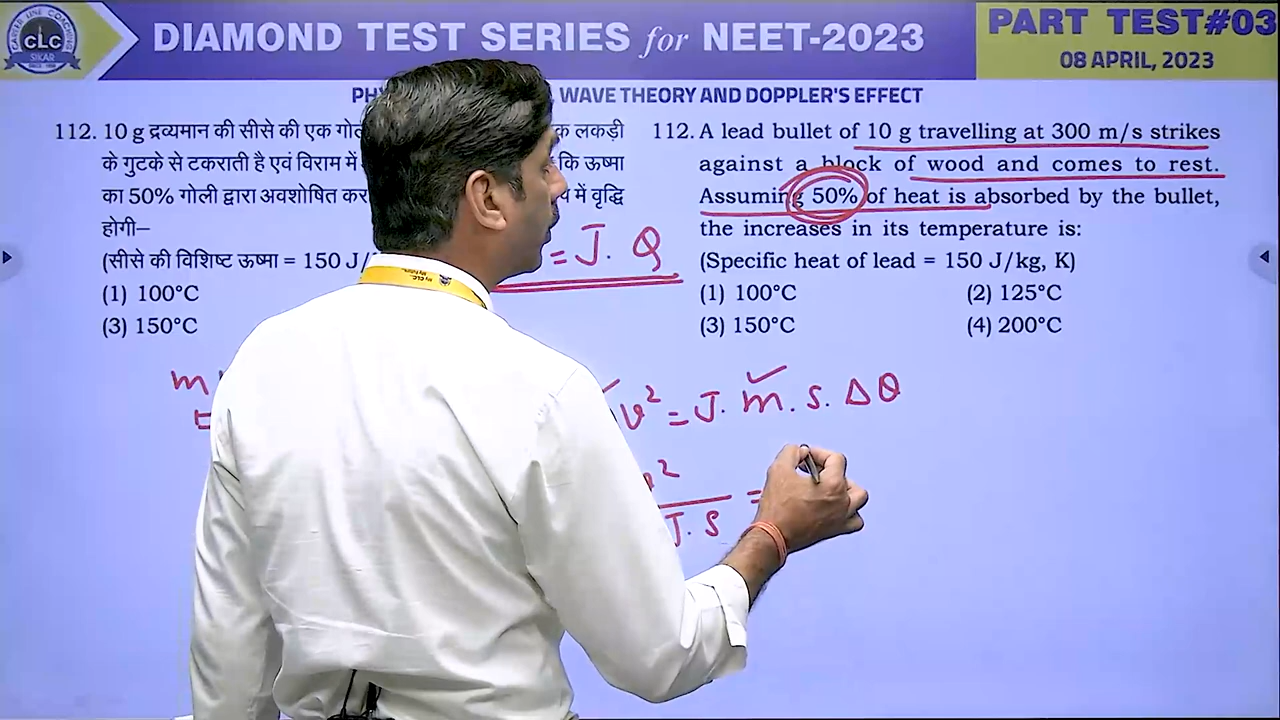 CLC
SIKAR
DIAMOND TEST SERIES for NEET-2023
PART TEST#03
08 APRIL, 2023
WAVE THEORY AND DOPPLER'S EFFECT
112. 10 g द्रव्यमान की सीसे की एक लकड़ी
के गुटके से टकराती है एवं विराम में कि ऊष्मा
का 50% गोली द्वारा अवशोषित में वृद्धि
होगी–
(सीसे की विशिष्ट ऊष्मा = 150
(1) 100°C
(3) 150°C
112. A lead bullet of 10 g travelling at 300 m/s strikes
against a block of wood and comes to rest.
Assuming 50% of heat is absorbed by the bullet,
the increases in its temperature is:
(Specific heat of lead = 150 J/kg, K)
(1) 100°C (2) 125°C
(3) 150°C (4) 200°C
= J. Q
m
v² = J. m. s. Δθ
J. s =